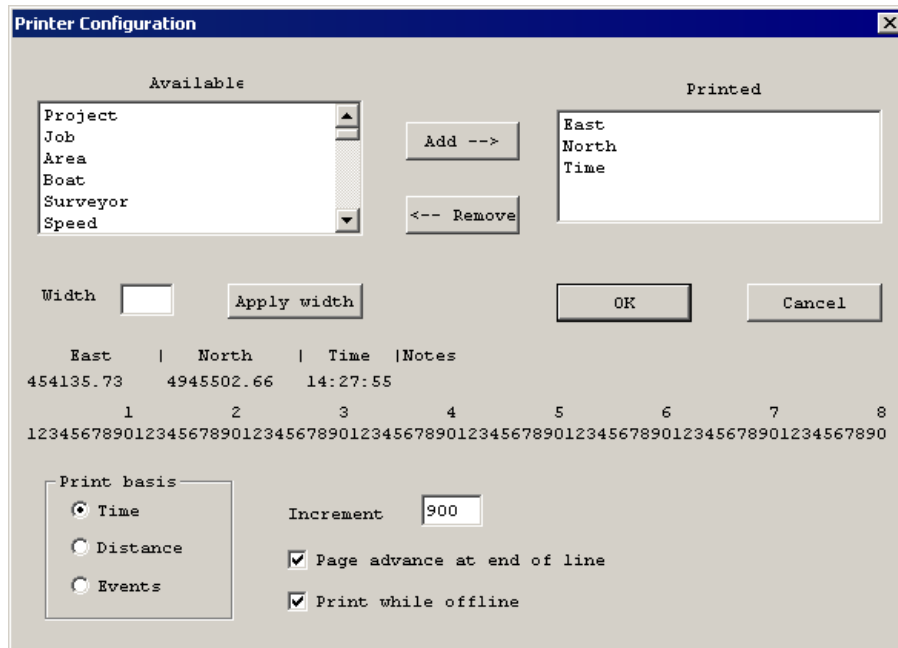 Printer Configuration
Available
Printed
Project
Job
Area
Boat
Surveyor
Speed
Add -->
<-- Remove
East
North
Time
Width
Apply width
OK
Cancel
East | North | Time |Notes
454135.73 4945502.66 14:27:55
1 2 3 4 5 6 7 8
12345678901234567890123456789012345678901234567890123456789012345678901234567890
Print basis
Time
Distance
Events
Increment 900
Page advance at end of line
Print while offline